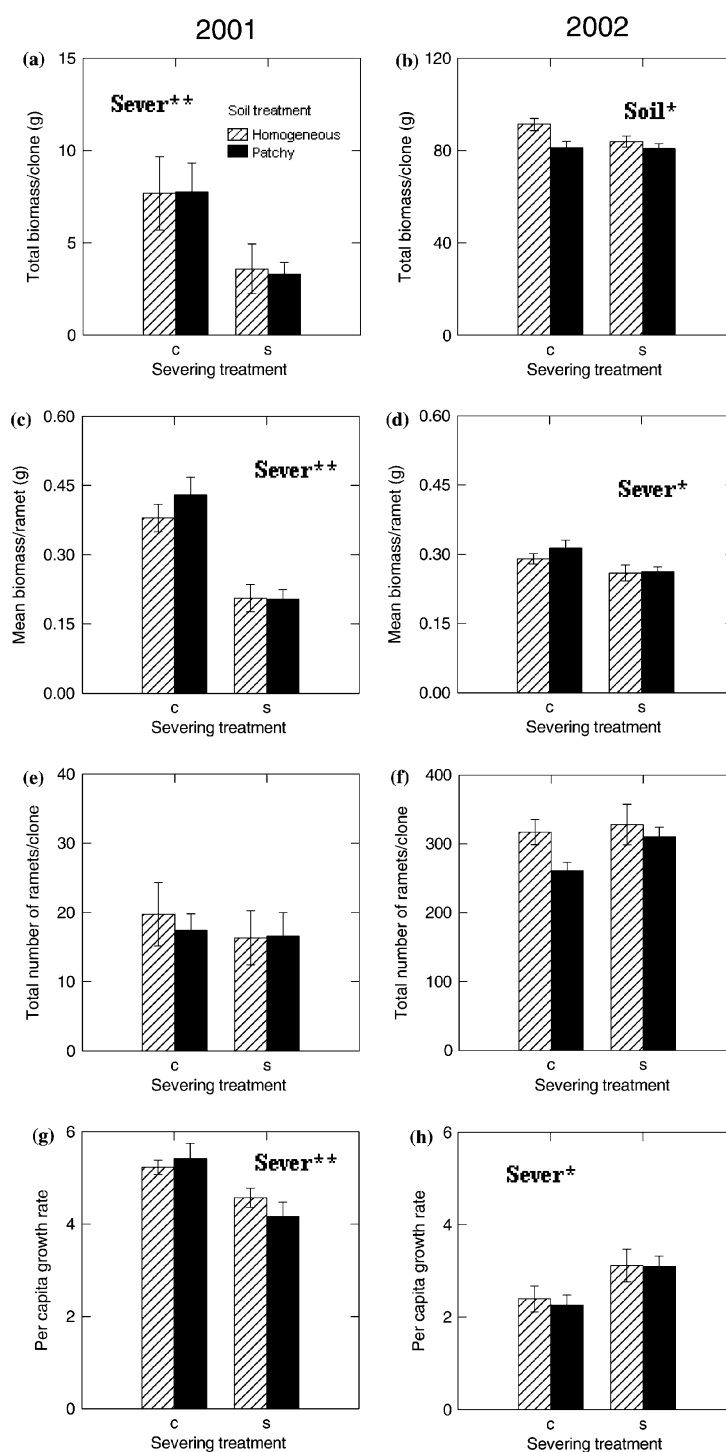 2001
2002
(a)
15
10
5
0
Total biomass/clone (g)
Sever**
Soil treatment
Homogeneous
Patchy
c
s
Severing treatment
(b)
120
80
40
0
Total biomass/clone (g)
Soil*
c
s
Severing treatment
(c)
0.60
0.45
0.30
0.15
0.00
Mean biomass/ramet (g)
Sever**
c
s
Severing treatment
(d)
0.60
0.45
0.30
0.15
0.00
Mean biomass/ramet (g)
Sever*
c
s
Severing treatment
(e)
40
30
20
10
0
Total number of ramets/clone
c
s
Severing treatment
(f)
400
300
200
100
0
Total number of ramets/clone
c
s
Severing treatment
(g)
6
4
2
0
Per capita growth rate
Sever**
c
s
Severing treatment
(h)
6
4
2
0
Per capita growth rate
Sever*
c
s
Severing treatment